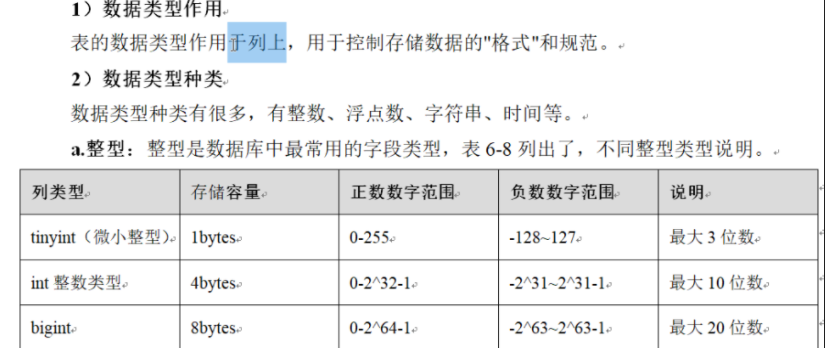 1）数据类型作用
表的数据类型作用于列上，用于控制存储数据的"格式"和规范。
2）数据类型种类
数据类型种类有很多，有整数、浮点数、字符串、时间等。
a.整型：整型是数据库中最常用的字段类型，表 6-8 列出了，不同整型类型说明。
列类型 存储容量 正数数字范围 负数数字范围 说明
tinyint（微小整型） 1bytes 0-255 -128~127 最大 3 位数
int 整数类型 4bytes 0-2^32-1 -2^31~2^31-1 最大 10 位数
bigint 8bytes 0-2^64-1 -2^63~2^63-1 最大 20 位数